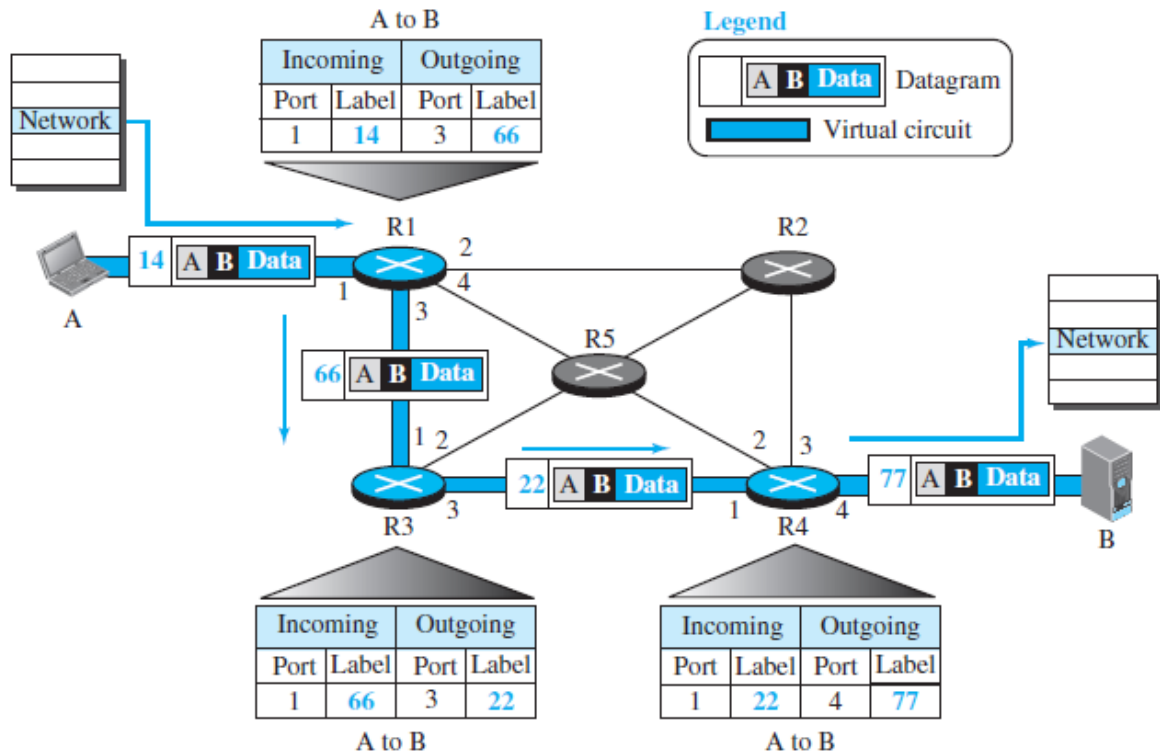 A to B
Incoming Outgoing
Port Label Port Label
1 14 3 66
Legend
A B Data Datagram
Virtual circuit
Network
R1
R2
14 A B Data
1
2
4
3
A
R5
Network
66 A B Data
1 2
2 3
22 A B Data
77 A B Data
3
1
4
R3
R4
B
Incoming Outgoing
Port Label Port Label
1 66 3 22
A to B
Incoming Outgoing
Port Label Port Label
1 22 4 77
A to B